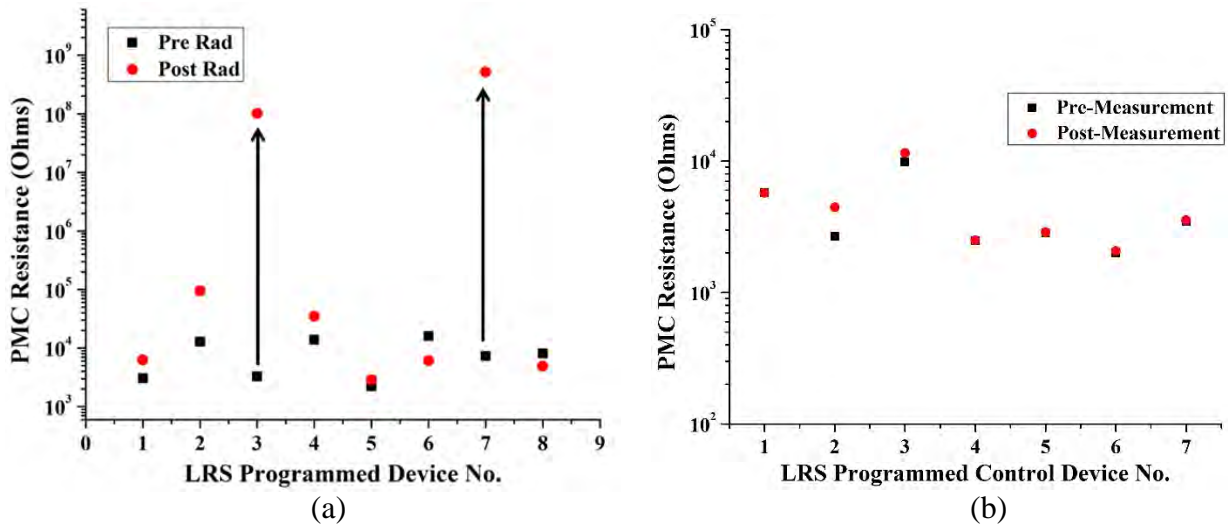 10⁹
10⁸
10⁷
10⁶
10⁵
10⁴
10³
PMC Resistance (Ohms)
Pre Rad
Post Rad
0 1 2 3 4 5 6 7 8 9
LRS Programmed Device No.
(a)
10⁵
10⁴
10³
10²
PMC Resistance (Ohms)
Pre-Measurement
Post-Measurement
1 2 3 4 5 6 7
LRS Programmed Control Device No.
(b)